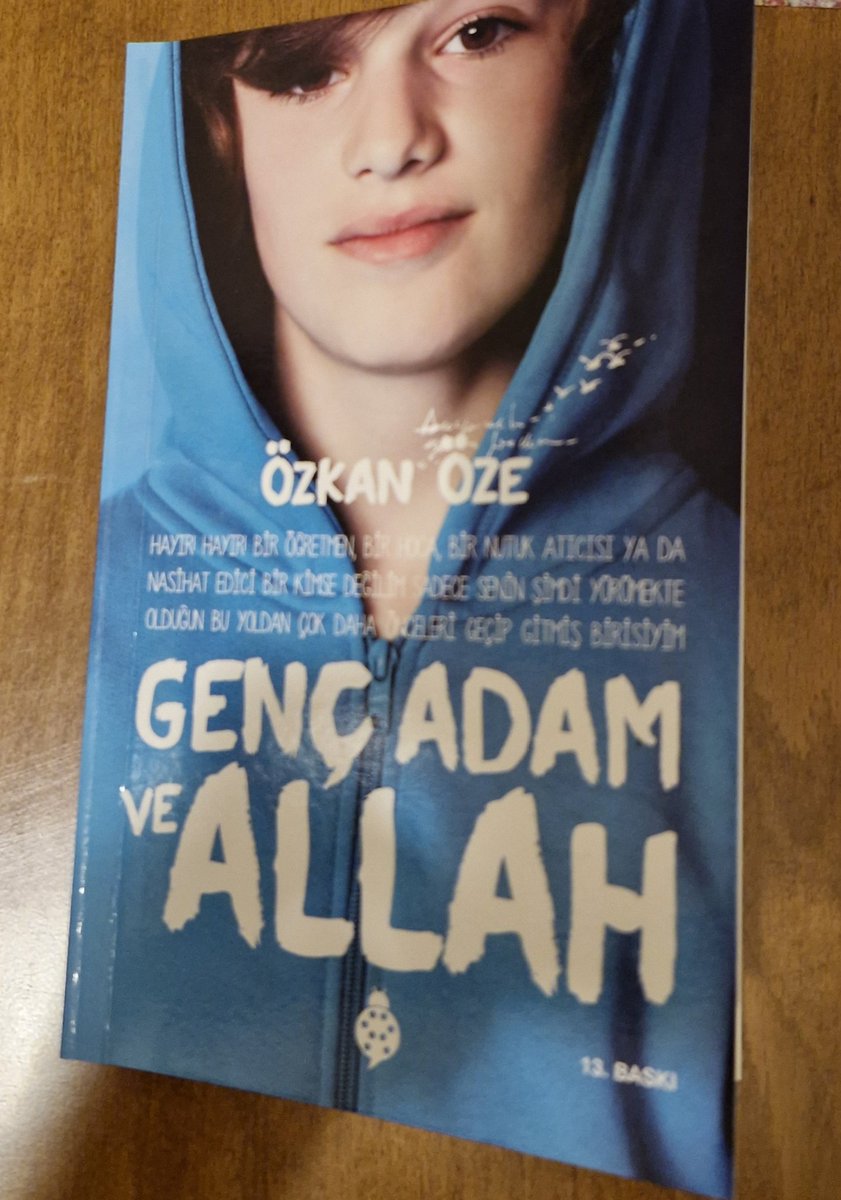 ÖZKAN ÖZE
HAYIR! HAYIR! BİR ÖĞRETMEN, BİR HOCA, BİR NUTUK ATICISI YA DA
NASİHAT EDİCİ BİR KİMSE DEĞİLİM SADECE SENİN ŞİMDİ YÜRÜMEKTE
OLDUĞUN BU YOLDAN ÇOK DAHA ÖNCELERİ GEÇİP GİTMİŞ BİRİSİYİM
GENÇ ADAM
VE ALLAH
13. BASKI